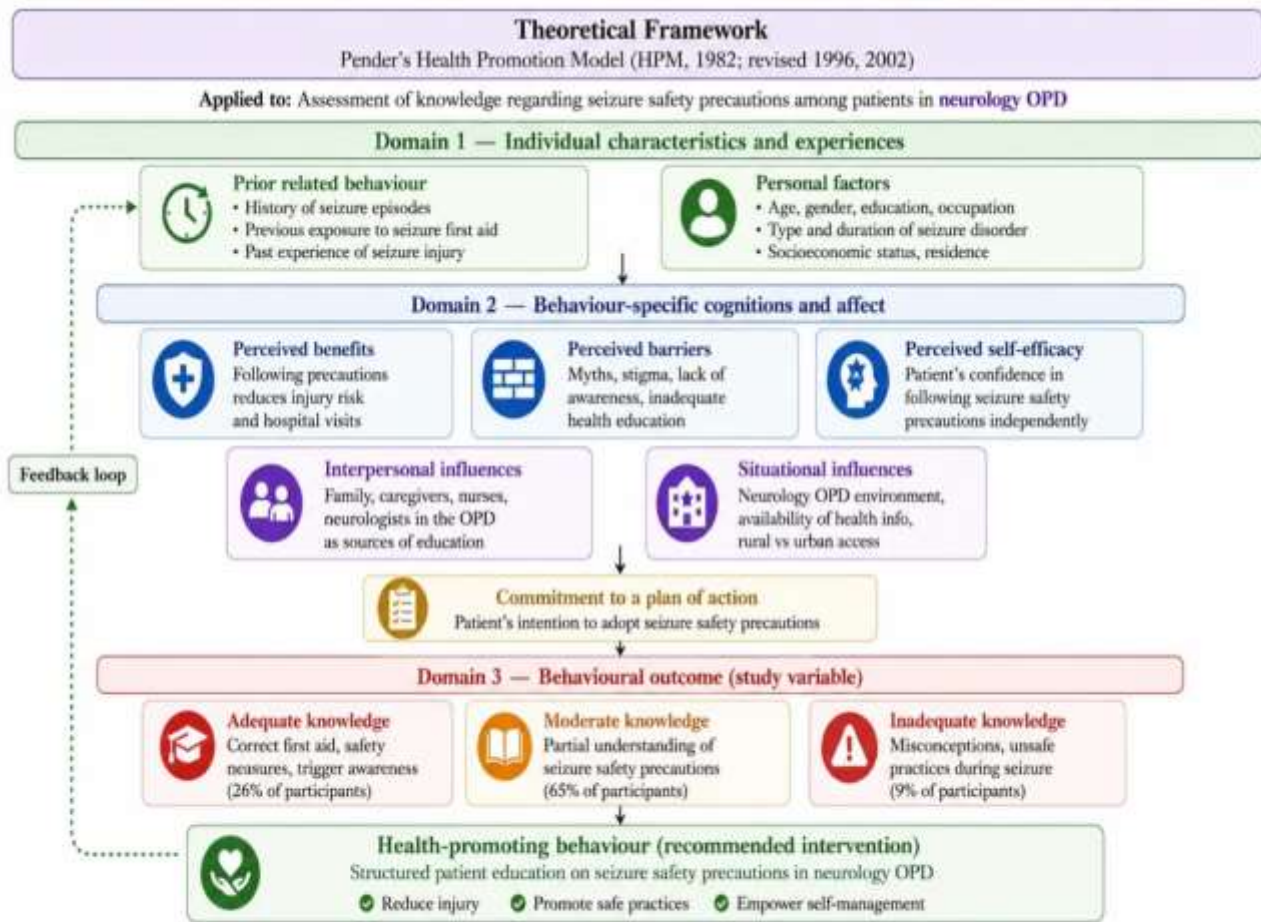 Theoretical Framework
Pender's Health Promotion Model (HPM, 1982; revised 1996, 2002)
Applied to: Assessment of knowledge regarding seizure safety precautions among patients in neurology OPD
Domain 1 — Individual characteristics and experiences
Prior related behaviour
• History of seizure episodes
• Previous exposure to seizure first aid
• Past experience of seizure injury
Personal factors
• Age, gender, education, occupation
• Type and duration of seizure disorder
• Socioeconomic status, residence
Domain 2 — Behaviour-specific cognitions and affect
Perceived benefits
Following precautions
reduces injury risk
and hospital visits
Perceived barriers
Myths, stigma, lack of
awareness, inadequate
health education
Perceived self-efficacy
Patient's confidence in
following seizure safety
precautions independently
Feedback loop
Interpersonal influences
Family, caregivers, nurses,
neurologists in the OPD
as sources of education
Situational influences
Neurology OPD environment,
availability of health info,
rural vs urban access
Commitment to a plan of action
Patient's intention to adopt seizure safety precautions
Domain 3 — Behavioural outcome (study variable)
Adequate knowledge
Correct first aid, safety
measures, trigger awareness
(26% of participants)
Moderate knowledge
Partial understanding of
seizure safety precautions
(65% of participants)
Inadequate knowledge
Misconceptions, unsafe
practices during seizure
(9% of participants)
Health-promoting behaviour (recommended intervention)
Structured patient education on seizure safety precautions in neurology OPD
Reduce injury Promote safe practices Empower self-management